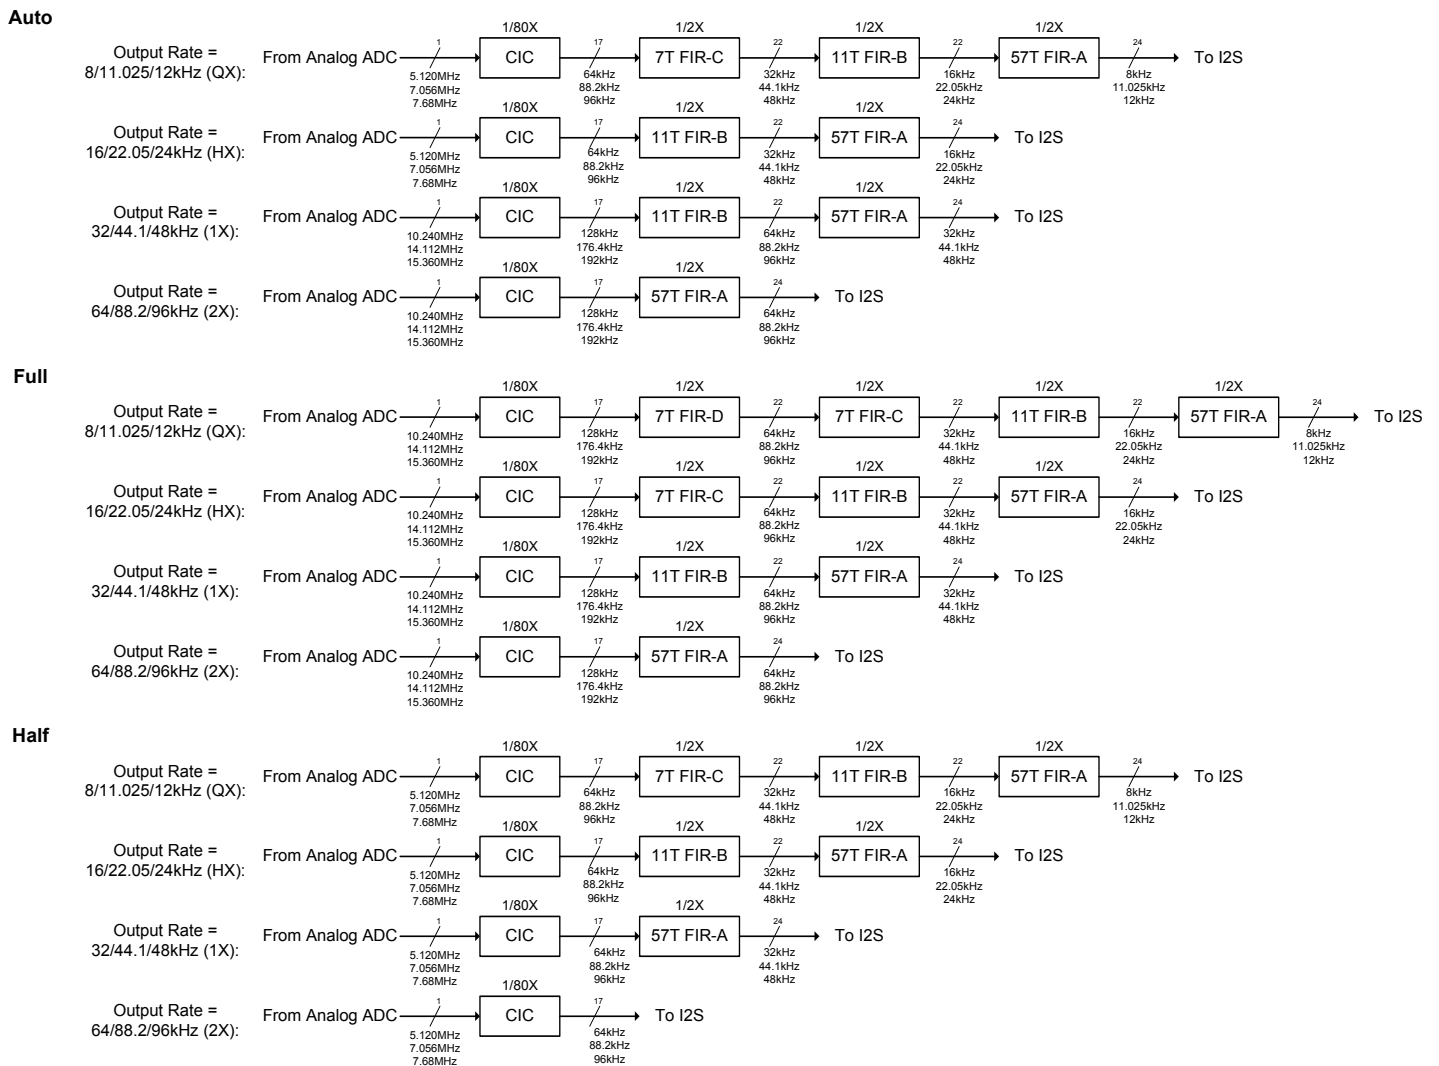 Auto
1/80X 1/2X 1/2X 1/2X
Output Rate =
8/11.025/12kHz (QX):
From Analog ADC 1 CIC 17 7T FIR-C 22 11T FIR-B 22 57T FIR-A 24 To I2S
5.120MHz 64kHz 32kHz 16kHz 8kHz
7.056MHz 88.2kHz 44.1kHz 22.05kHz 11.025kHz
7.68MHz 96kHz 48kHz 24kHz 12kHz
1/80X 1/2X 1/2X
Output Rate =
16/22.05/24kHz (HX):
From Analog ADC 1 CIC 17 11T FIR-B 22 57T FIR-A 24 To I2S
5.120MHz 64kHz 32kHz 16kHz
7.056MHz 88.2kHz 44.1kHz 22.05kHz
7.68MHz 96kHz 48kHz 24kHz
1/80X 1/2X 1/2X
Output Rate =
32/44.1/48kHz (1X):
From Analog ADC 1 CIC 17 11T FIR-B 22 57T FIR-A 24 To I2S
10.240MHz 128kHz 64kHz 32kHz
14.112MHz 176.4kHz 88.2kHz 44.1kHz
15.360MHz 192kHz 96kHz 48kHz
1/80X 1/2X
Output Rate =
64/88.2/96kHz (2X):
From Analog ADC 1 CIC 17 57T FIR-A 24 To I2S
10.240MHz 128kHz 64kHz
14.112MHz 176.4kHz 88.2kHz
15.360MHz 192kHz 96kHz
Full
1/80X 1/2X 1/2X 1/2X 1/2X
Output Rate =
8/11.025/12kHz (QX):
From Analog ADC 1 CIC 17 7T FIR-D 22 7T FIR-C 22 11T FIR-B 22 57T FIR-A 24 To I2S
10.240MHz 128kHz 64kHz 32kHz 16kHz 8kHz
14.112MHz 176.4kHz 88.2kHz 44.1kHz 22.05kHz 11.025kHz
15.360MHz 192kHz 96kHz 48kHz 24kHz 12kHz
1/80X 1/2X 1/2X 1/2X
Output Rate =
16/22.05/24kHz (HX):
From Analog ADC 1 CIC 17 7T FIR-C 22 11T FIR-B 22 57T FIR-A 24 To I2S
10.240MHz 128kHz 64kHz 32kHz 16kHz
14.112MHz 176.4kHz 88.2kHz 44.1kHz 22.05kHz
15.360MHz 192kHz 96kHz 48kHz 24kHz
1/80X 1/2X 1/2X
Output Rate =
32/44.1/48kHz (1X):
From Analog ADC 1 CIC 17 11T FIR-B 22 57T FIR-A 24 To I2S
10.240MHz 128kHz 64kHz 32kHz
14.112MHz 176.4kHz 88.2kHz 44.1kHz
15.360MHz 192kHz 96kHz 48kHz
1/80X 1/2X
Output Rate =
64/88.2/96kHz (2X):
From Analog ADC 1 CIC 17 57T FIR-A 24 To I2S
10.240MHz 128kHz 64kHz
14.112MHz 176.4kHz 88.2kHz
15.360MHz 192kHz 96kHz
Half
1/80X 1/2X 1/2X 1/2X
Output Rate =
8/11.025/12kHz (QX):
From Analog ADC 1 CIC 17 7T FIR-C 22 11T FIR-B 22 57T FIR-A 24 To I2S
5.120MHz 64kHz 32kHz 16kHz 8kHz
7.056MHz 88.2kHz 44.1kHz 22.05kHz 11.025kHz
7.68MHz 96kHz 48kHz 24kHz 12kHz
1/80X 1/2X 1/2X
Output Rate =
16/22.05/24kHz (HX):
From Analog ADC 1 CIC 17 11T FIR-B 22 57T FIR-A 24 To I2S
5.120MHz 64kHz 32kHz 16kHz
7.056MHz 88.2kHz 44.1kHz 22.05kHz
7.68MHz 96kHz 48kHz 24kHz
1/80X 1/2X
Output Rate =
32/44.1/48kHz (1X):
From Analog ADC 1 CIC 17 57T FIR-A 24 To I2S
5.120MHz 64kHz 32kHz
7.056MHz 88.2kHz 44.1kHz
7.68MHz 96kHz 48kHz
1/80X
Output Rate =
64/88.2/96kHz (2X):
From Analog ADC 1 CIC 17 To I2S
5.120MHz 64kHz
7.056MHz 88.2kHz
7.68MHz 96kHz